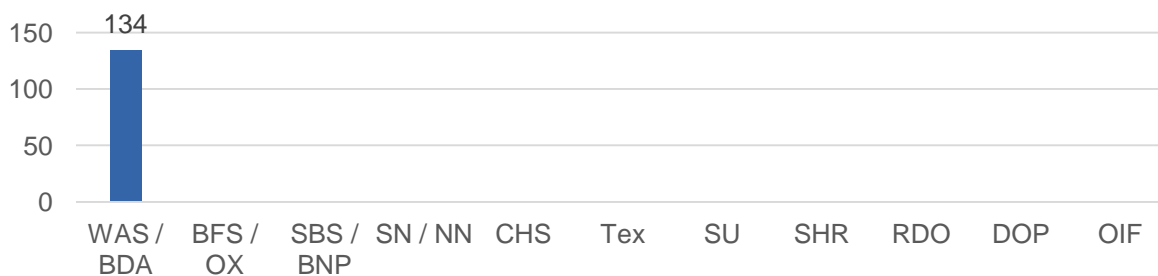 134
150
100
50
0
WAS / BFS / SBS / SN / NN CHS Tex SU SHR RDO DOP OIF
BDA OX BNP